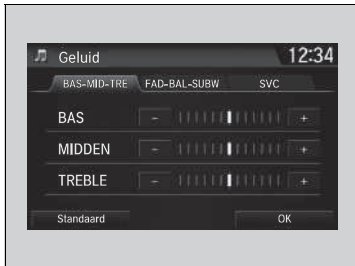 Geluid 12:34
BAS-MID-TRE FAD-BAL-SUBW SVC
BAS - +
MIDDEN - +
TREBLE - +
Standaard OK